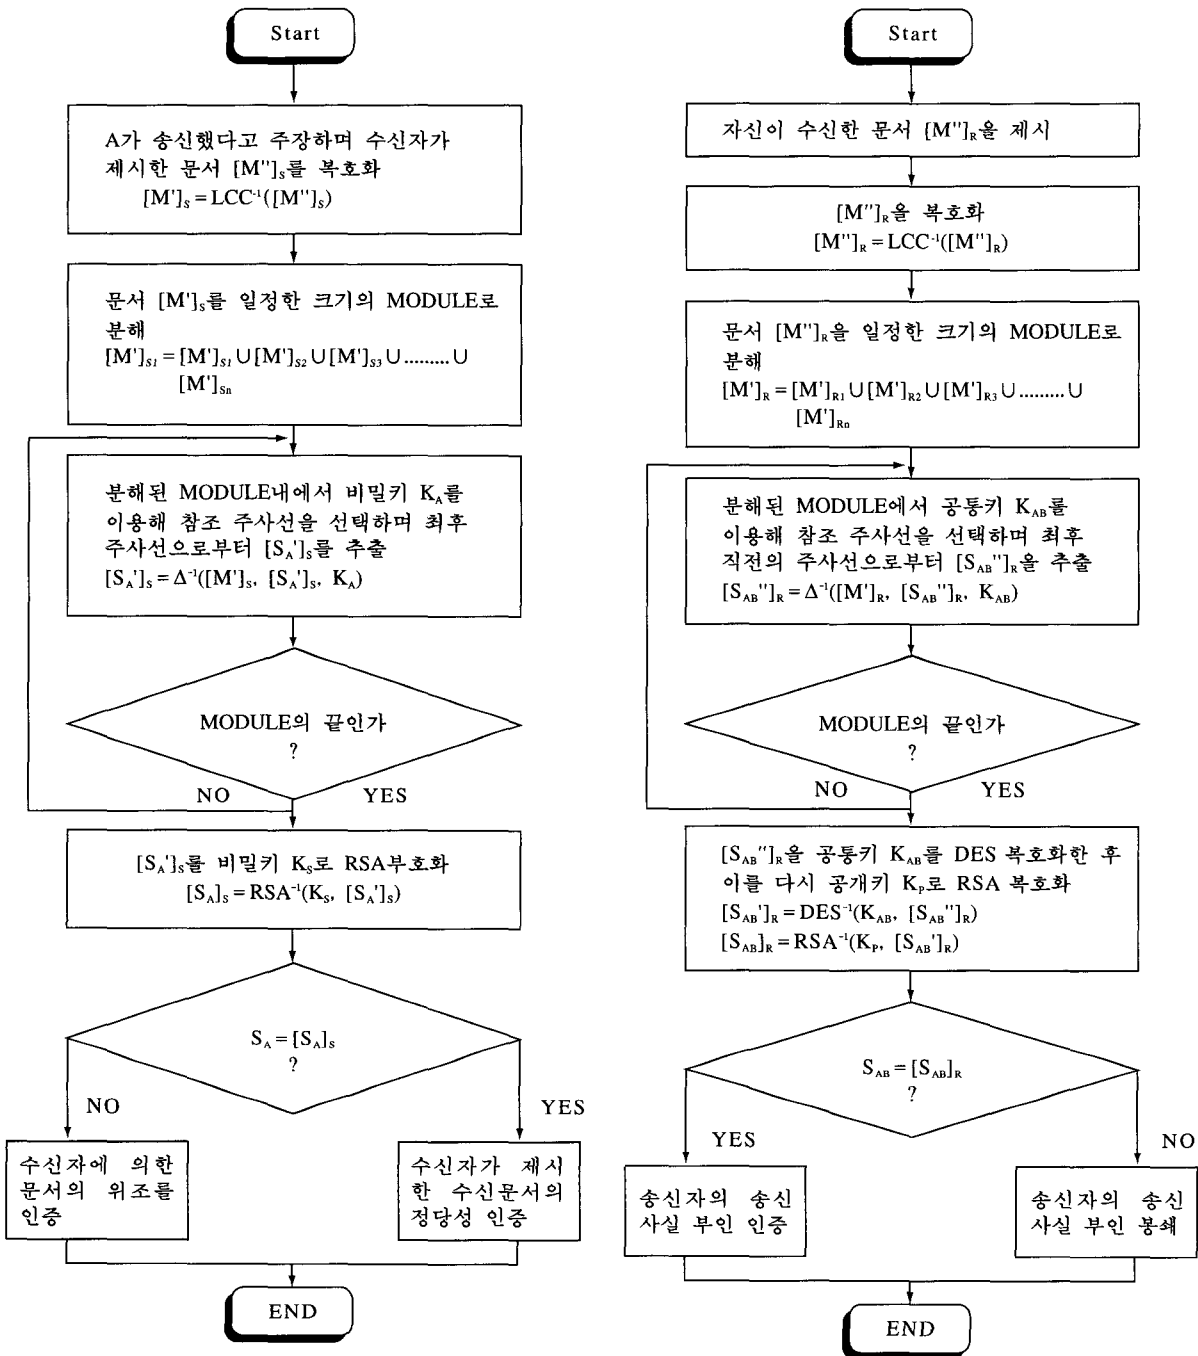 Start
A가 송신했다고 주장하며 수신자가
제시한 문서 [M'']S를 복호화
[M']S = LCC-1([M'']S)
문서 [M']S를 일정한 크기의 MODULE로
분해
[M']S1 = [M']S1 ∪ [M']S2 ∪ [M']S3 ∪ ......... ∪
[M']Sn
분해된 MODULE내에서 비밀키 KA를
이용해 참조 주사선을 선택하며 최후
주사선으로부터 [SA']S를 추출
[SA']S = Δ-1([M']S, [SA']S, KA)
MODULE의 끝인가
?
NO
YES
[SA']S를 비밀키 KS로 RSA부호화
[SA]S = RSA-1(KS, [SA']S)
SA = [SA]S
?
NO
YES
수신자에 의한
문서의 위조를
인증
수신자가 제시
한 수신문서의
정당성 인증
END
Start
자신이 수신한 문서 [M'']R을 제시
[M'']R을 복호화
[M'']R = LCC-1([M'']R)
문서 [M'']R을 일정한 크기의 MODULE로
분해
[M']R = [M']R1 ∪ [M']R2 ∪ [M']R3 ∪ ......... ∪
[M']Rn
분해된 MODULE에서 공통키 KAB를
이용해 참조 주사선을 선택하며 최후
직전의 주사선으로부터 [SAB'']R을 추출
[SAB'']R = Δ-1([M']R, [SAB'']R, KAB)
MODULE의 끝인가
?
NO
YES
[SAB'']R을 공통키 KAB를 DES 복호화한 후
이를 다시 공개키 KP로 RSA 복호화
[SAB']R = DES-1(KAB, [SAB'']R)
[SAB]R = RSA-1(KP, [SAB']R)
SAB = [SAB]R
?
YES
NO
송신자의 송신
사실 부인 인증
송신자의 송신
사실 부인 봉쇄
END